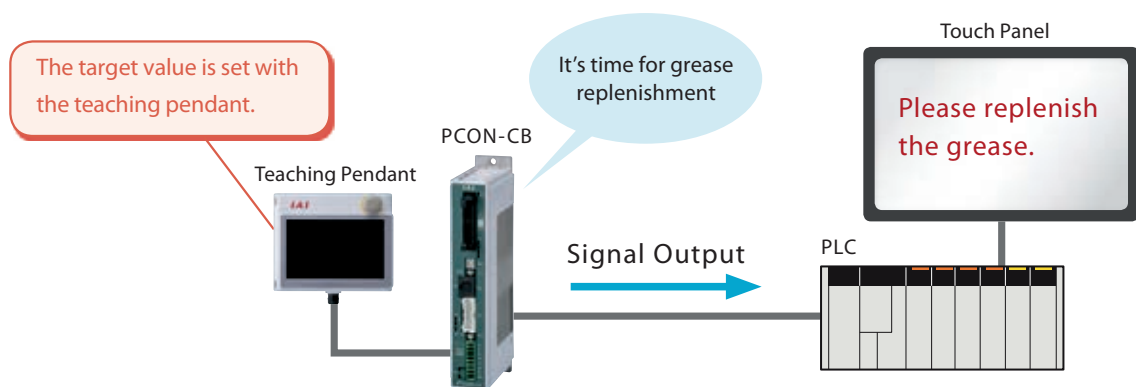 The target value is set with
the teaching pendant.
It's time for grease
replenishment
Touch Panel
Please replenish
the grease.
PCON-CB
Teaching Pendant
IAI
Signal Output
PLC